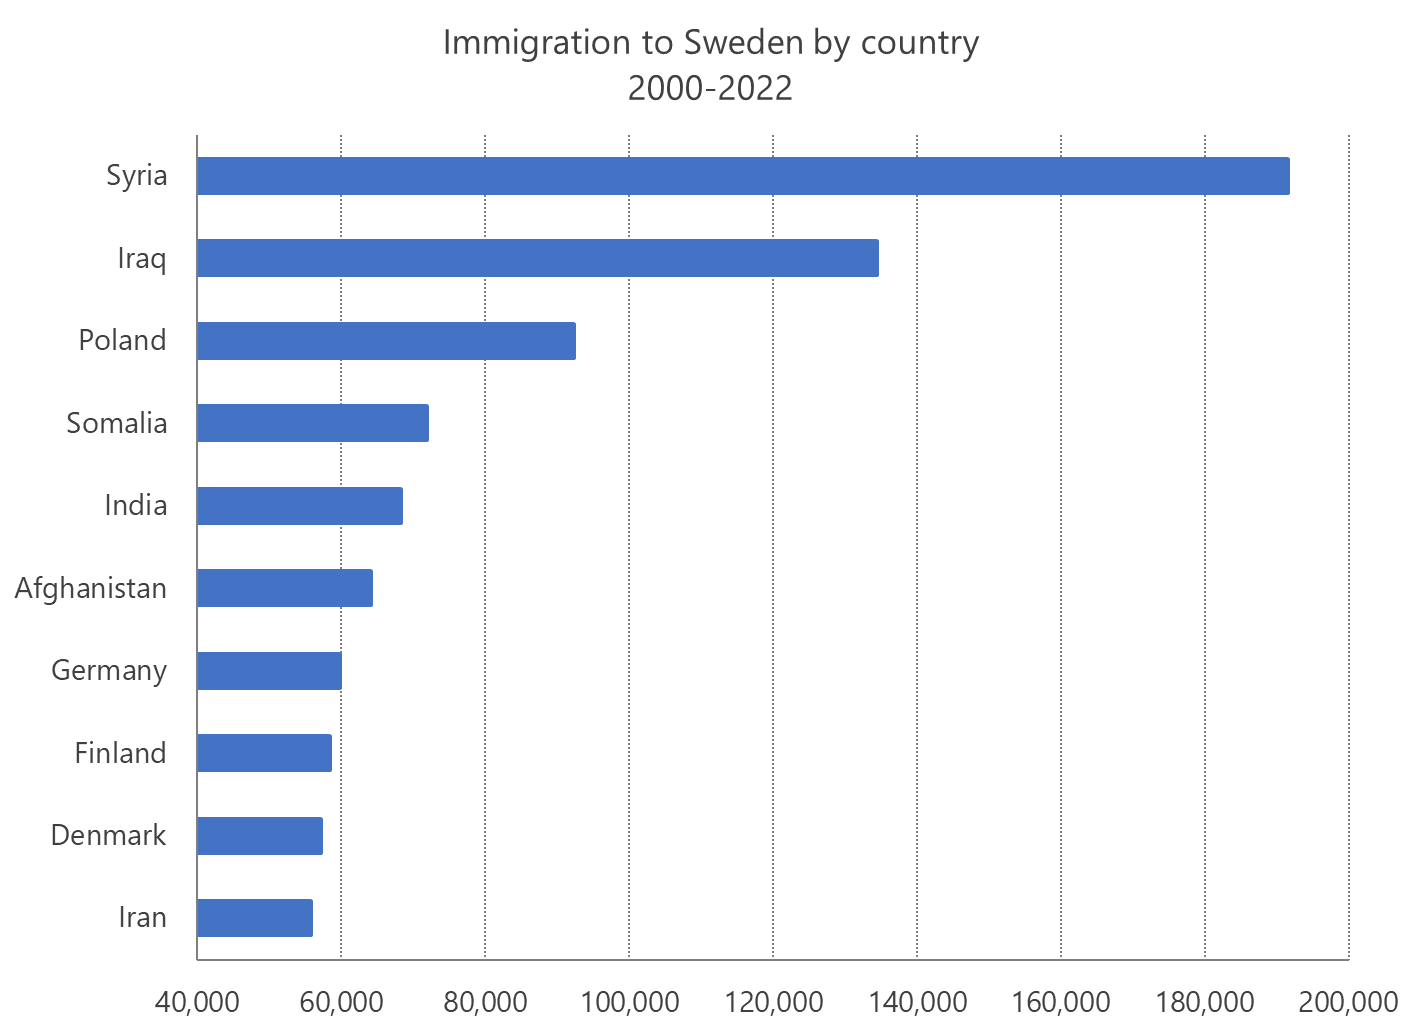 Immigration to Sweden by country
2000-2022
Syria
Iraq
Poland
Somalia
India
Afghanistan
Germany
Finland
Denmark
Iran
40,000 60,000 80,000 100,000 120,000 140,000 160,000 180,000 200,000